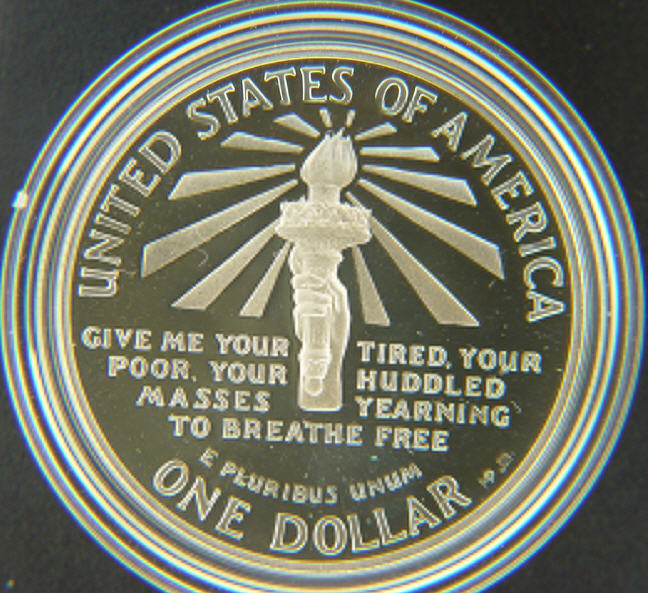 UNITED STATES OF AMERICA
GIVE ME YOUR TIRED, YOUR
POOR, YOUR HUDDLED
MASSES YEARNING
TO BREATHE FREE
E PLURIBUS UNUM
ONE DOLLAR